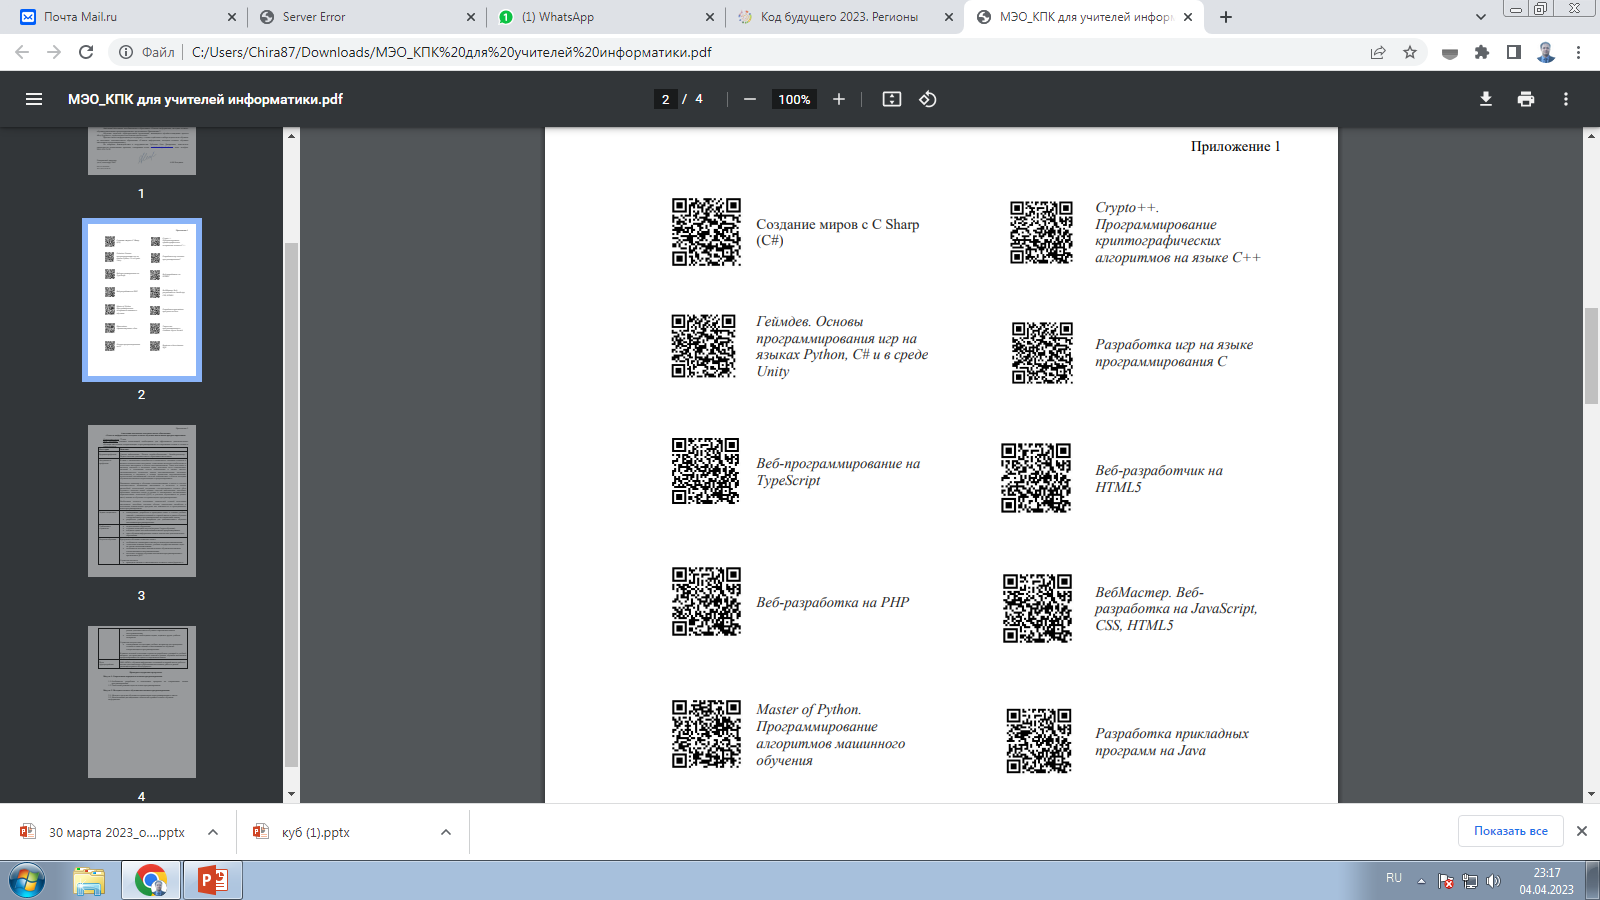 Почта Mail.ru
Server Error
(1) WhatsApp
Код будущего 2023. Регионы
МЭО_КПК для учителей инфор
Файл
C:/Users/Chira87/Downloads/МЭО_КПК%20для%20учителей%20информатики.pdf
МЭО_КПК для учителей информатики.pdf
2 / 4
100%
1
2
3
4
Приложение 1
Создание миров с C Sharp
(C#)
Crypto++.
Программирование
криптографических
алгоритмов на языке C++
Геймдев. Основы
программирования игр на
языках Python, C# и в среде
Unity
Разработка игр на языке
программирования C
Веб-программирование на
TypeScript
Веб-разработчик на
HTML5
Веб-разработка на PHP
ВебМастер. Веб-
разработка на JavaScript,
CSS, HTML5
Master of Python.
Программирование
алгоритмов машинного
обучения
Разработка прикладных
программ на Java
30 марта 2023_о....pptx
куб (1).pptx
Показать все
RU
23:17
04.04.2023